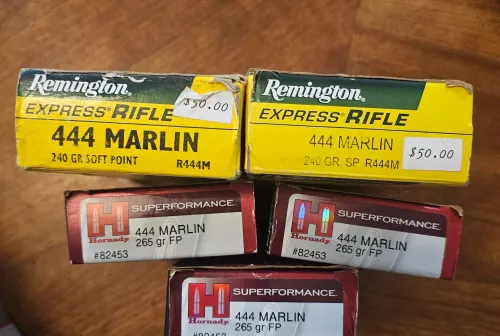 Remington®
EXPRESS® RIFLE
$50.00
444 MARLIN
240 GR SOFT POINT R444M
Remington®
EXPRESS® RIFLE
444 MARLIN
240 GR. SP R444M
$50.00
H
Hornady
SUPERFORMANCE
444 MARLIN
265 gr FP
#82453
H
Hornady
SUPERFORMANCE
444 MARLIN
265 gr FP
#82453
H
Hornady
SUPERFORMANCE
444 MARLIN
265 gr FP
#82453